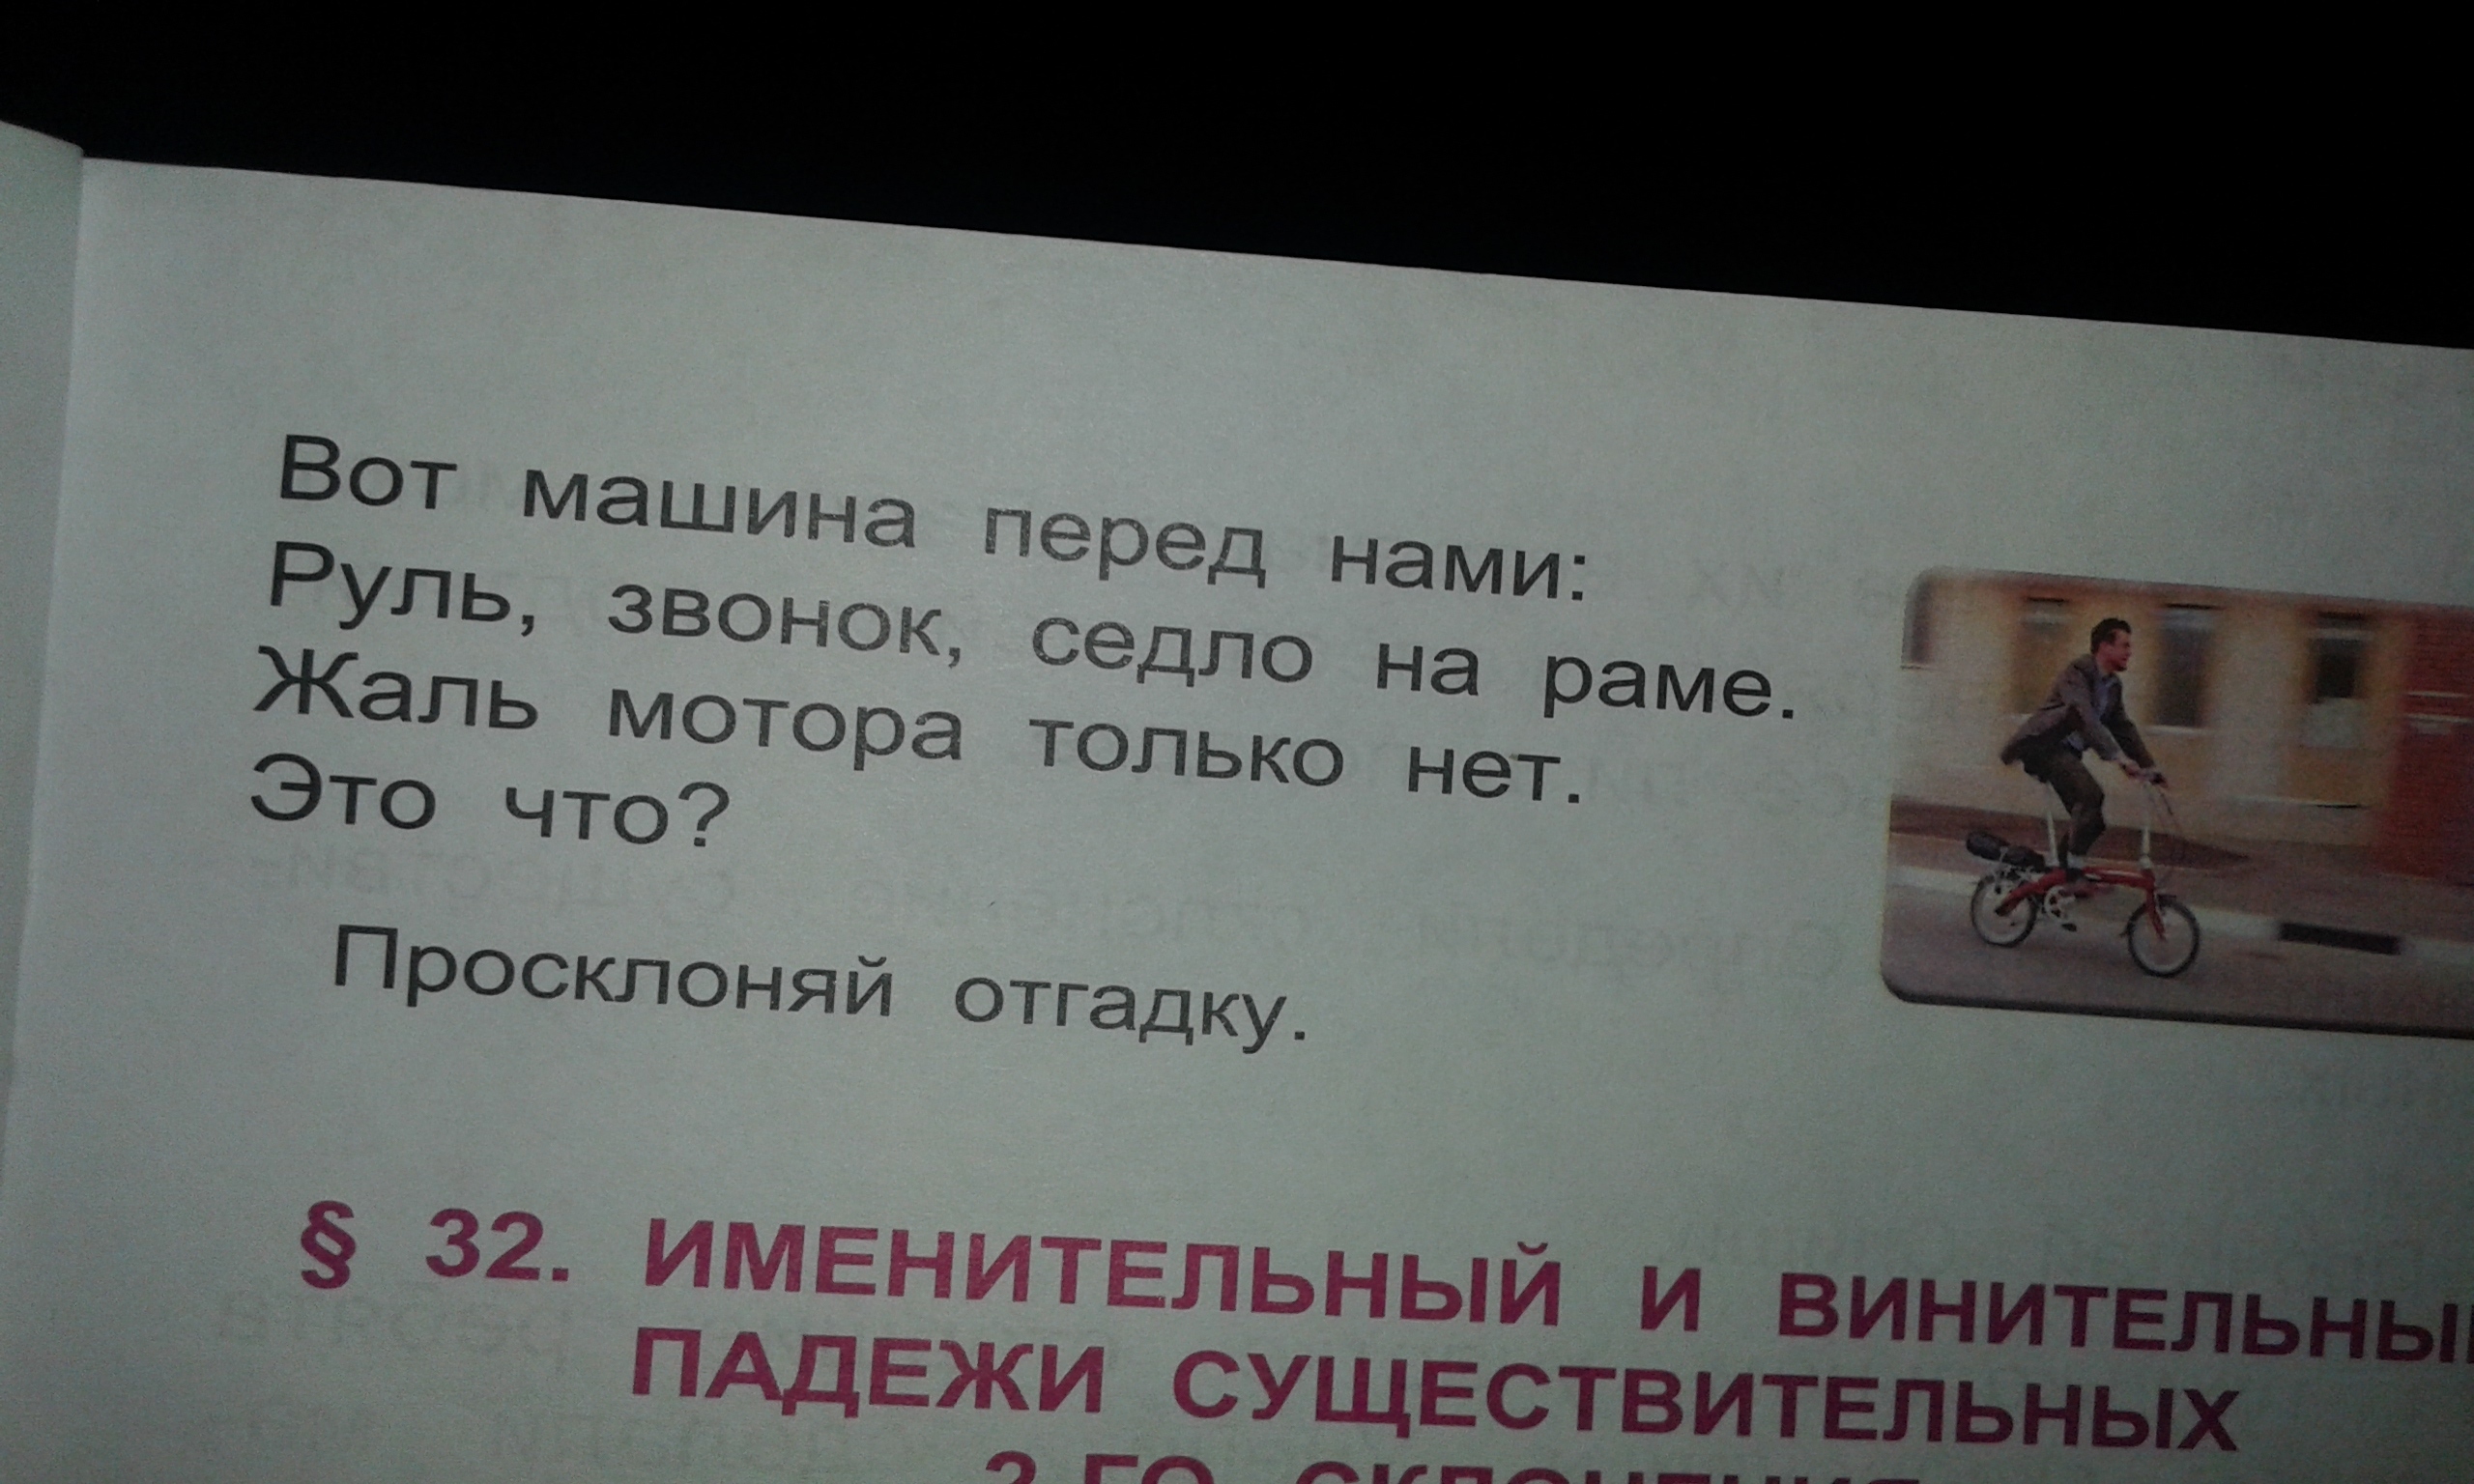 Вот машина перед нами:
Руль, звонок, седло на раме.
Жаль мотора только нет.
Это что?
Просклоняй отгадку.
§ 32. ИМЕНИТЕЛЬНЫЙ И
ПАДЕЖИ СУЩЕСТВИТЕЛЬНЫХ